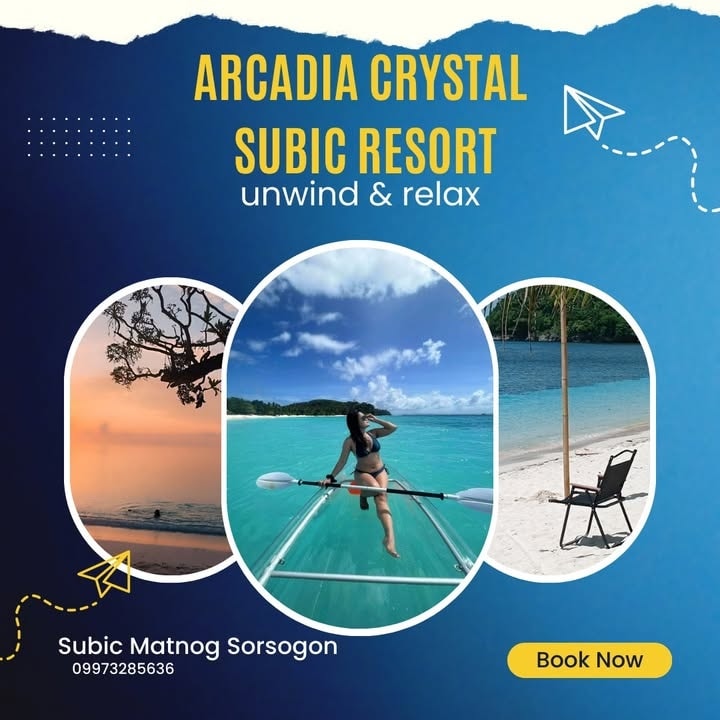 ARCADIA CRYSTAL
SUBIC RESORT
unwind & relax
Subic Matnog Sorsogon
09973285636
Book Now